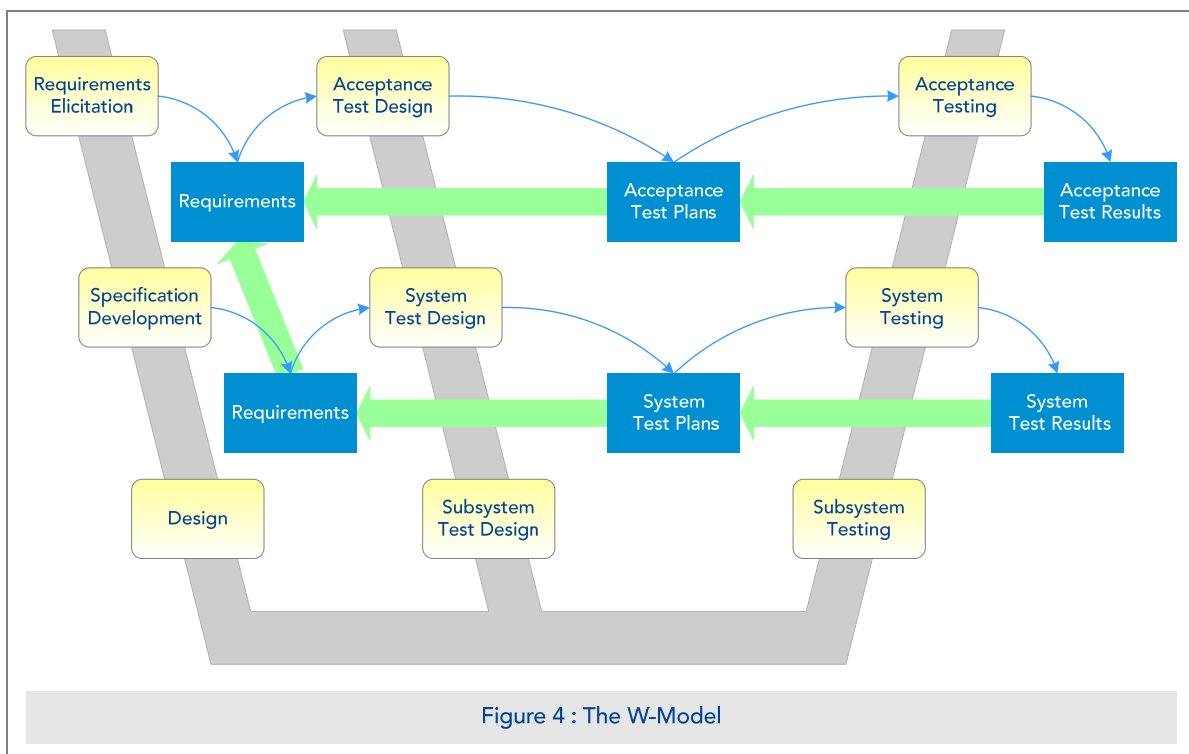 Requirements
Elicitation
Acceptance
Test Design
Acceptance
Testing
Requirements
Acceptance
Test Plans
Acceptance
Test Results
Specification
Development
System
Test Design
System
Testing
Requirements
System
Test Plans
System
Test Results
Design
Subsystem
Test Design
Subsystem
Testing
Figure 4 : The W-Model